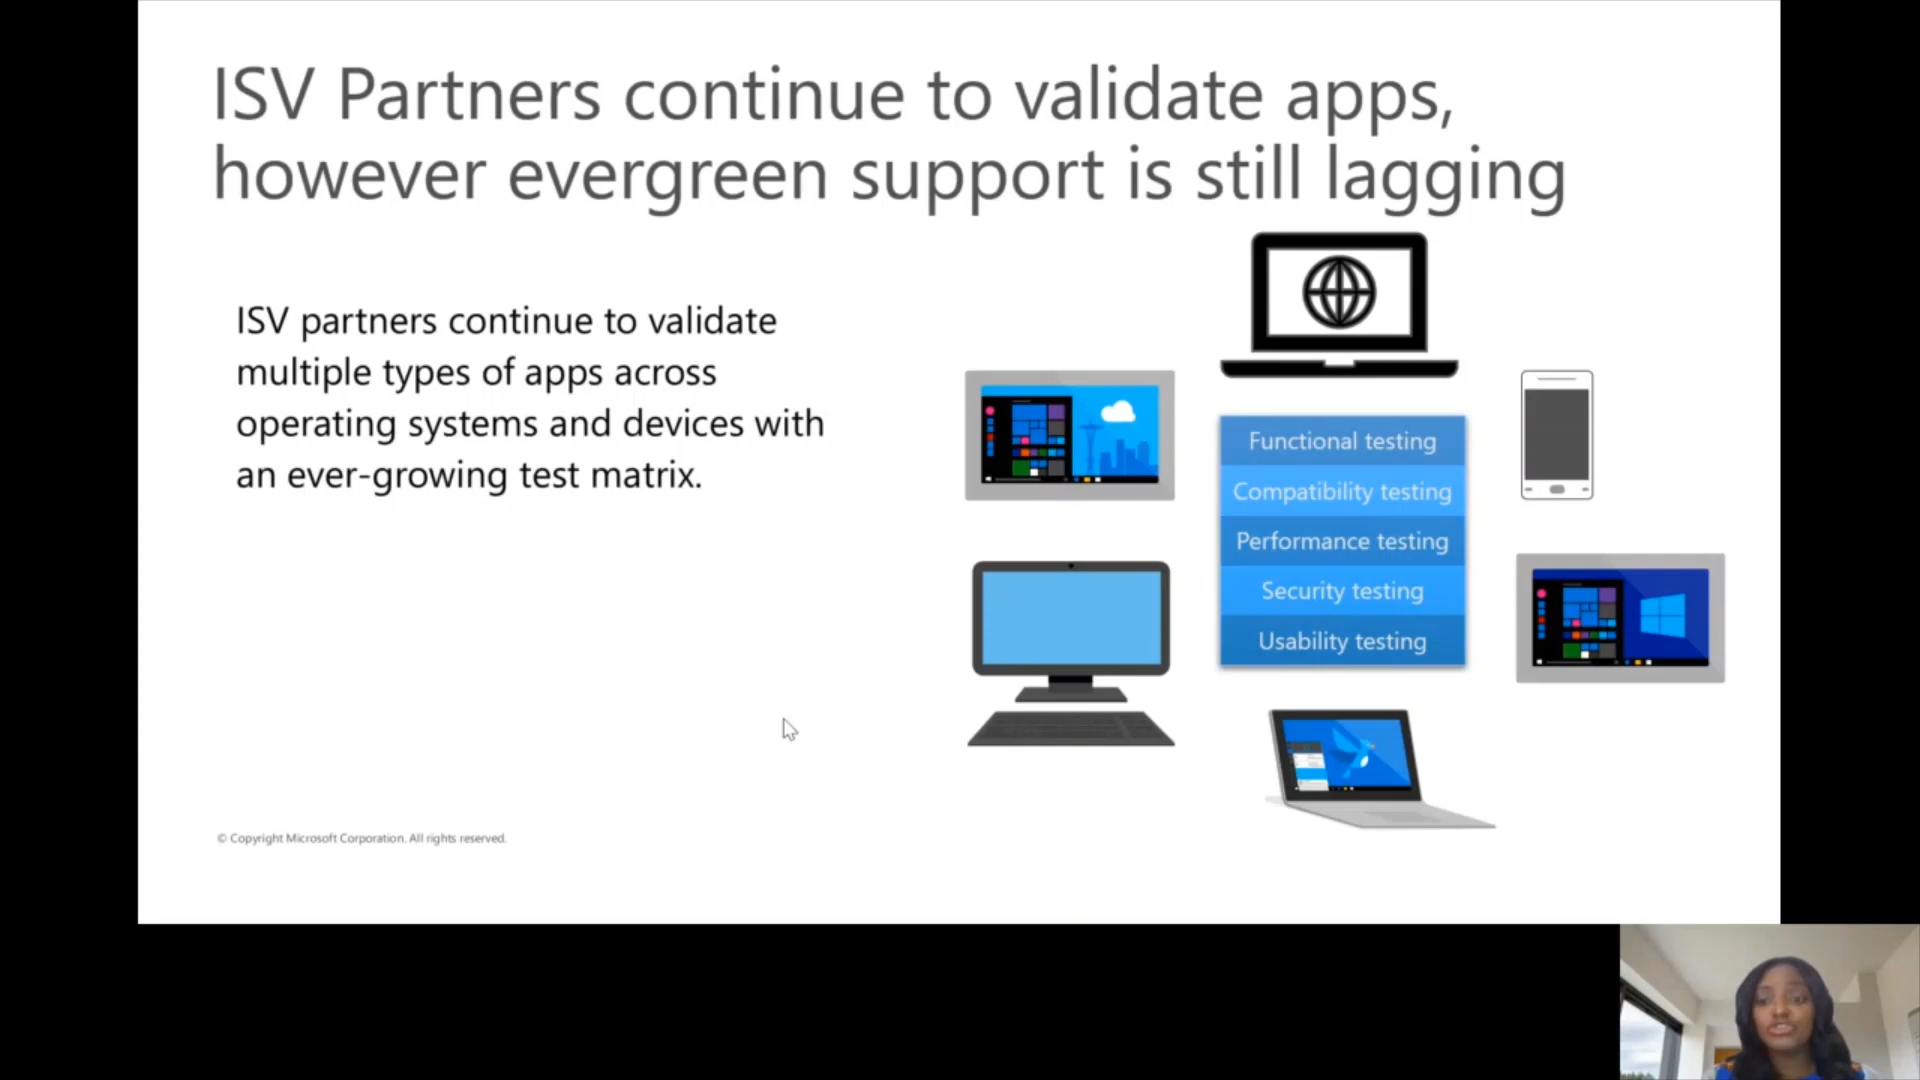 ISV Partners continue to validate apps,
however evergreen support is still lagging
ISV partners continue to validate
multiple types of apps across
operating systems and devices with
an ever-growing test matrix.
Functional testing
Compatibility testing
Performance testing
Security testing
Usability testing
© Copyright Microsoft Corporation. All rights reserved.